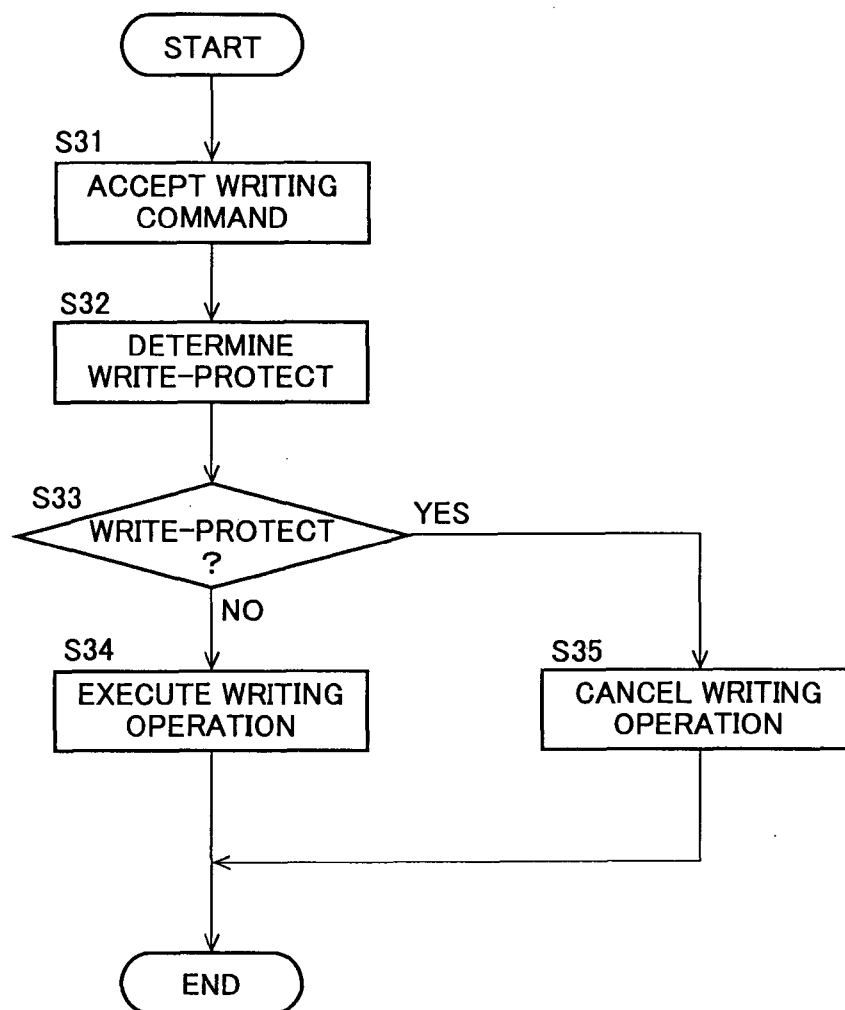 START
S31
ACCEPT WRITING
COMMAND
S32
DETERMINE
WRITE-PROTECT
S33
WRITE-PROTECT
?
YES
NO
S34
EXECUTE WRITING
OPERATION
S35
CANCEL WRITING
OPERATION
END